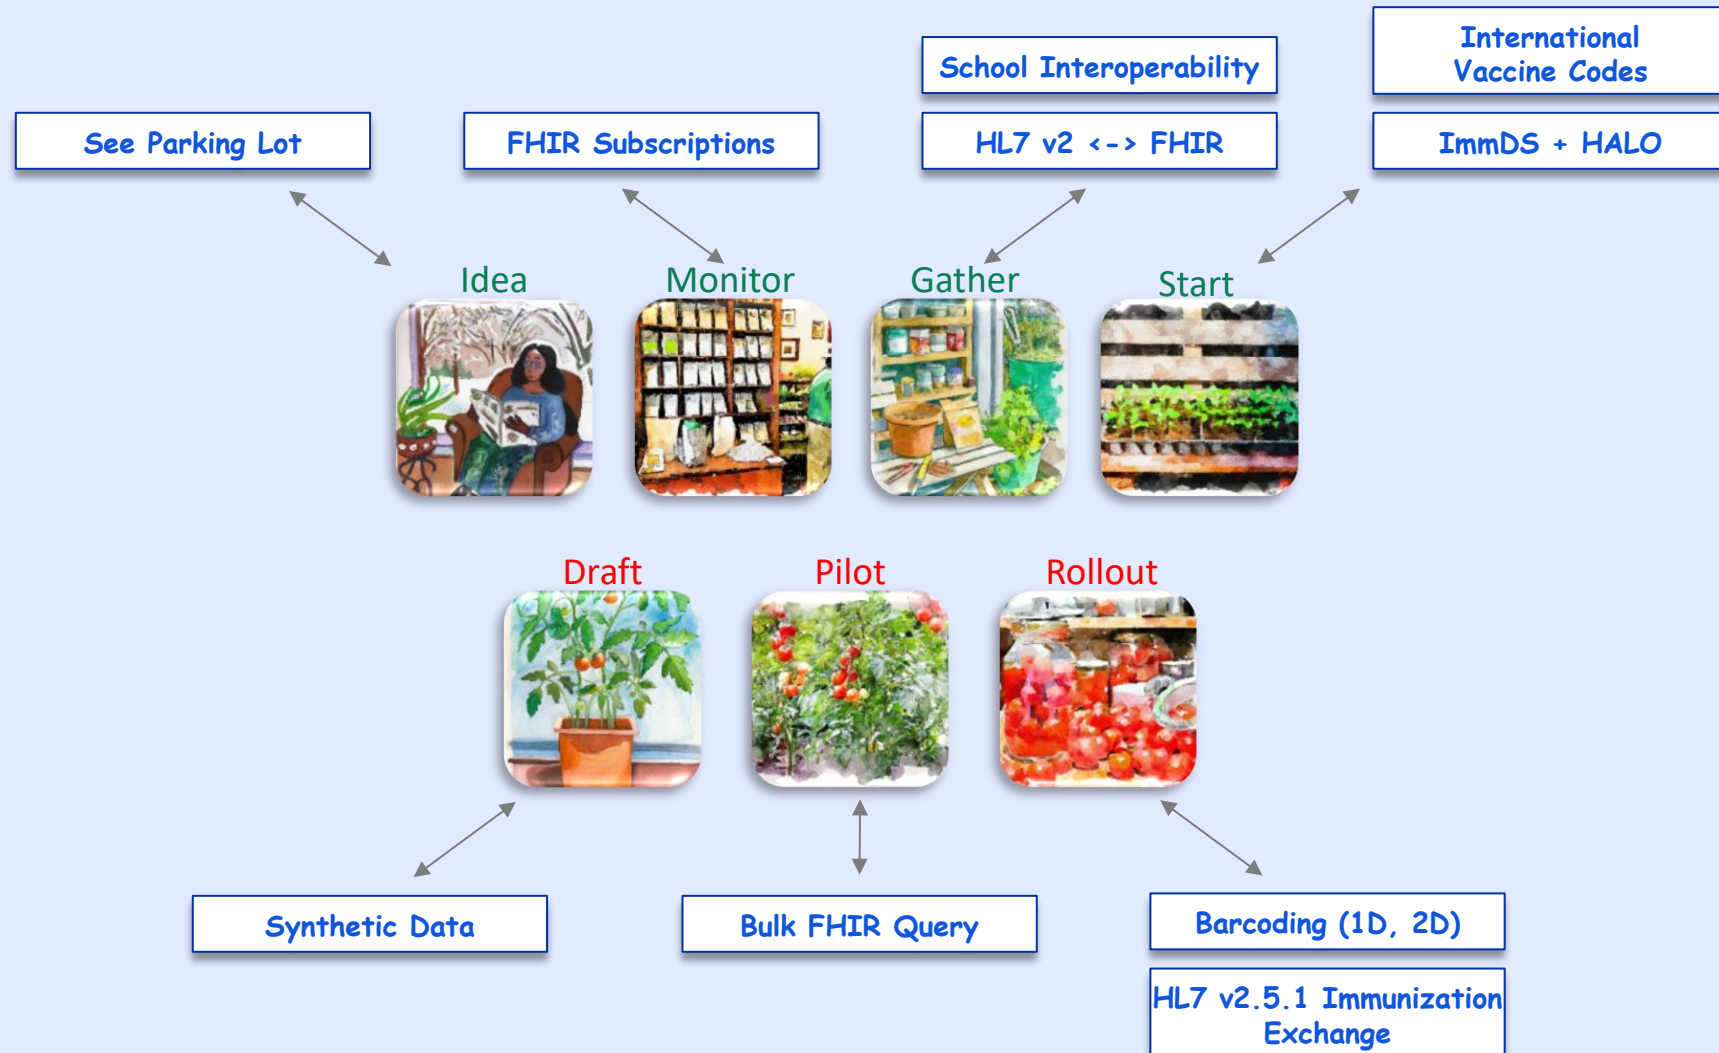 School Interoperability
International
Vaccine Codes
See Parking Lot
FHIR Subscriptions
HL7 v2 <-> FHIR
ImmDS + HALO
Idea
Monitor
Gather
Start
Draft
Pilot
Rollout
Synthetic Data
Bulk FHIR Query
Barcoding (1D, 2D)
HL7 v2.5.1 Immunization
Exchange